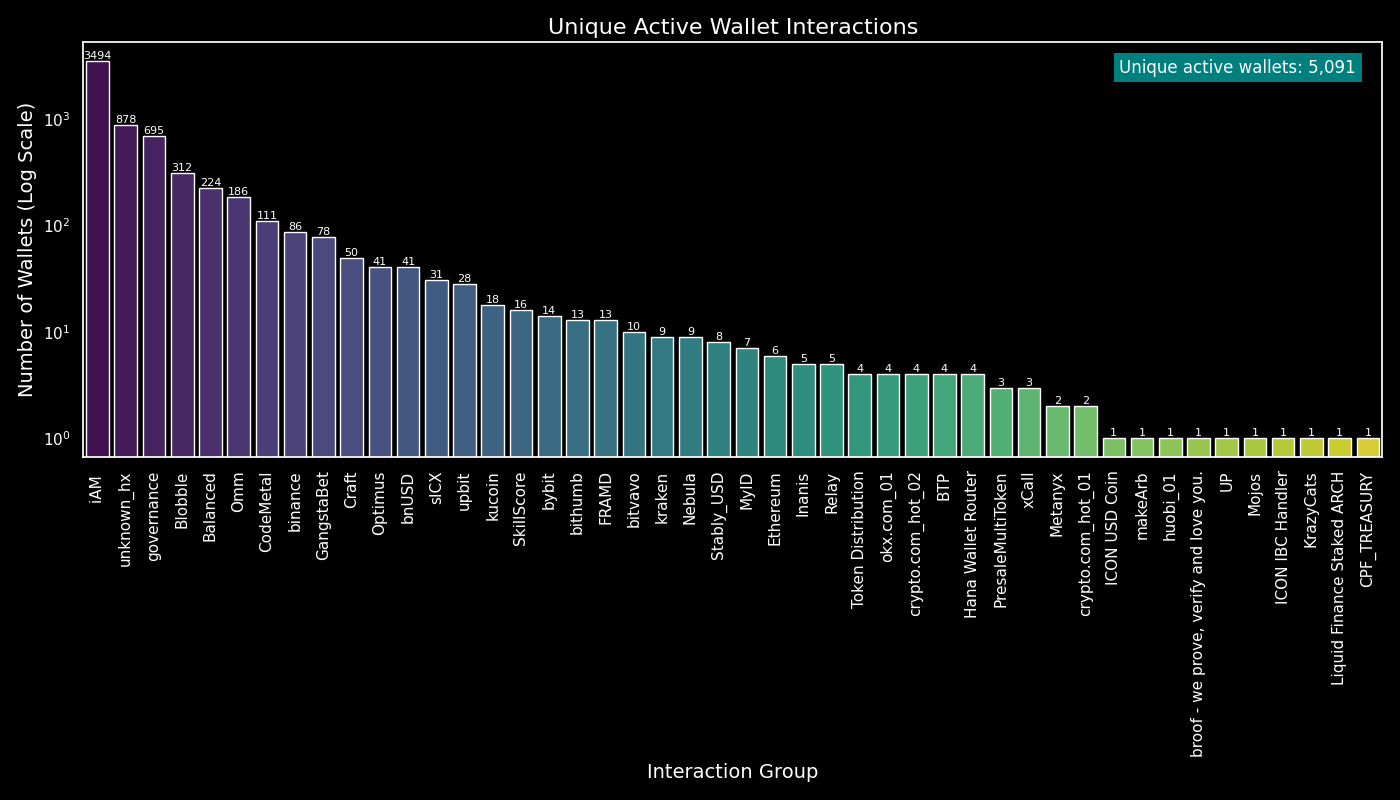 Unique Active Wallet Interactions
Unique active wallets: 5,091
Number of Wallets (Log Scale)
10³
10²
10¹
10⁰
3494
878
695
312
224
186
111
86
78
50
41
41
31
28
18
16
14
13
13
10
9
9
8
7
6
5
5
4
4
4
4
4
3
3
2
2
1
1
1
1
1
1
1
1
1
1
iAM
unknown_hx
governance
Blobble
Balanced
Omm
CodeMetal
binance
GangstaBet
Craft
Optimus
bnUSD
sICX
upbit
kucoin
SkillScore
bybit
bithumb
FRAMD
bitvavo
kraken
Nebula
Stably_USD
MyID
Ethereum
Inanis
Relay
Token Distribution
okx.com_01
crypto.com_hot_02
BTP
Hana Wallet Router
PresaleMultiToken
xCall
Metanyx
crypto.com_hot_01
ICON USD Coin
makeArb
huobi_01
broof - we prove, verify and love you.
UP
Mojos
ICON IBC Handler
KrazyCats
Liquid Finance Staked ARCH
CPF_TREASURY
Interaction Group